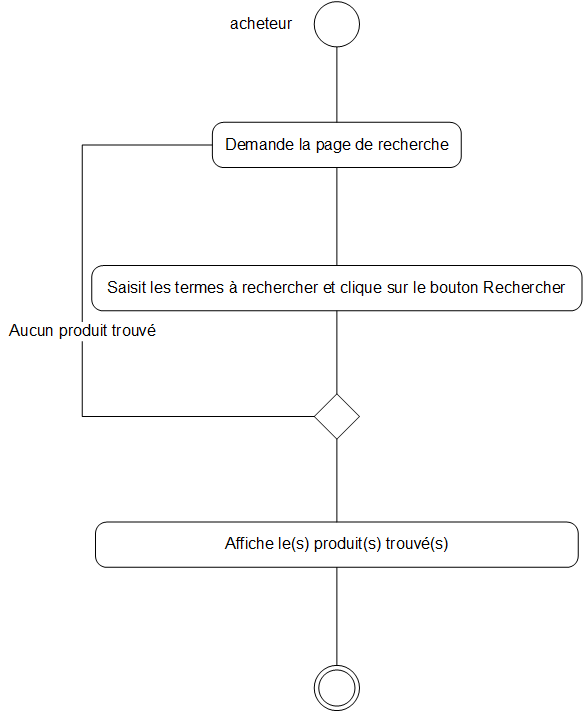 acheteur
Demande la page de recherche
Saisit les termes à rechercher et clique sur le bouton Rechercher
Aucun produit trouvé
Affiche le(s) produit(s) trouvé(s)